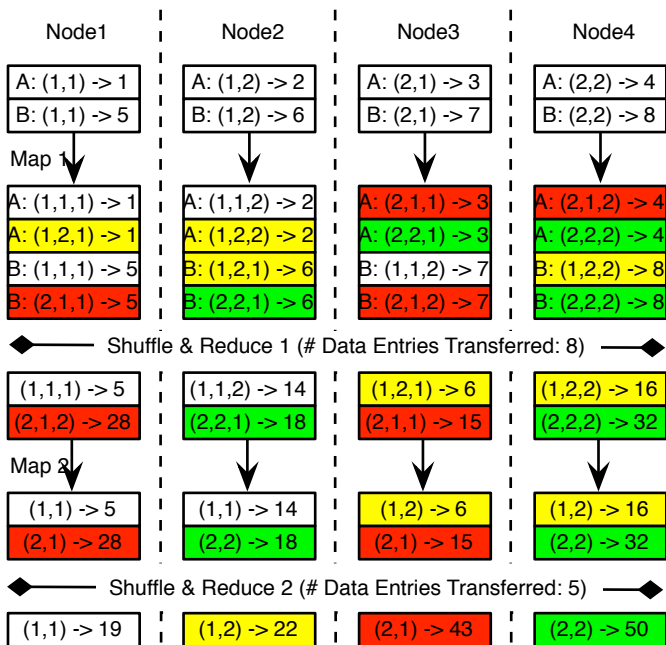 Node1 Node2 Node3 Node4
A: (1,1) -> 1 A: (1,2) -> 2 A: (2,1) -> 3 A: (2,2) -> 4
B: (1,1) -> 5 B: (1,2) -> 6 B: (2,1) -> 7 B: (2,2) -> 8
Map 1
A: (1,1,1) -> 1 A: (1,1,2) -> 2 A: (2,1,1) -> 3 A: (2,1,2) -> 4
A: (1,2,1) -> 1 A: (1,2,2) -> 2 A: (2,2,1) -> 3 A: (2,2,2) -> 4
B: (1,1,1) -> 5 B: (1,2,1) -> 6 B: (1,1,2) -> 7 B: (1,2,2) -> 8
B: (2,1,1) -> 5 B: (2,2,1) -> 6 B: (2,1,2) -> 7 B: (2,2,2) -> 8
Shuffle & Reduce 1 (# Data Entries Transferred: 8)
(1,1,1) -> 5 (1,1,2) -> 14 (1,2,1) -> 6 (1,2,2) -> 16
(2,1,2) -> 28 (2,2,1) -> 18 (2,1,1) -> 15 (2,2,2) -> 32
Map 2
(1,1) -> 5 (1,1) -> 14 (1,2) -> 6 (1,2) -> 16
(2,1) -> 28 (2,2) -> 18 (2,1) -> 15 (2,2) -> 32
Shuffle & Reduce 2 (# Data Entries Transferred: 5)
(1,1) -> 19 (1,2) -> 22 (2,1) -> 43 (2,2) -> 50